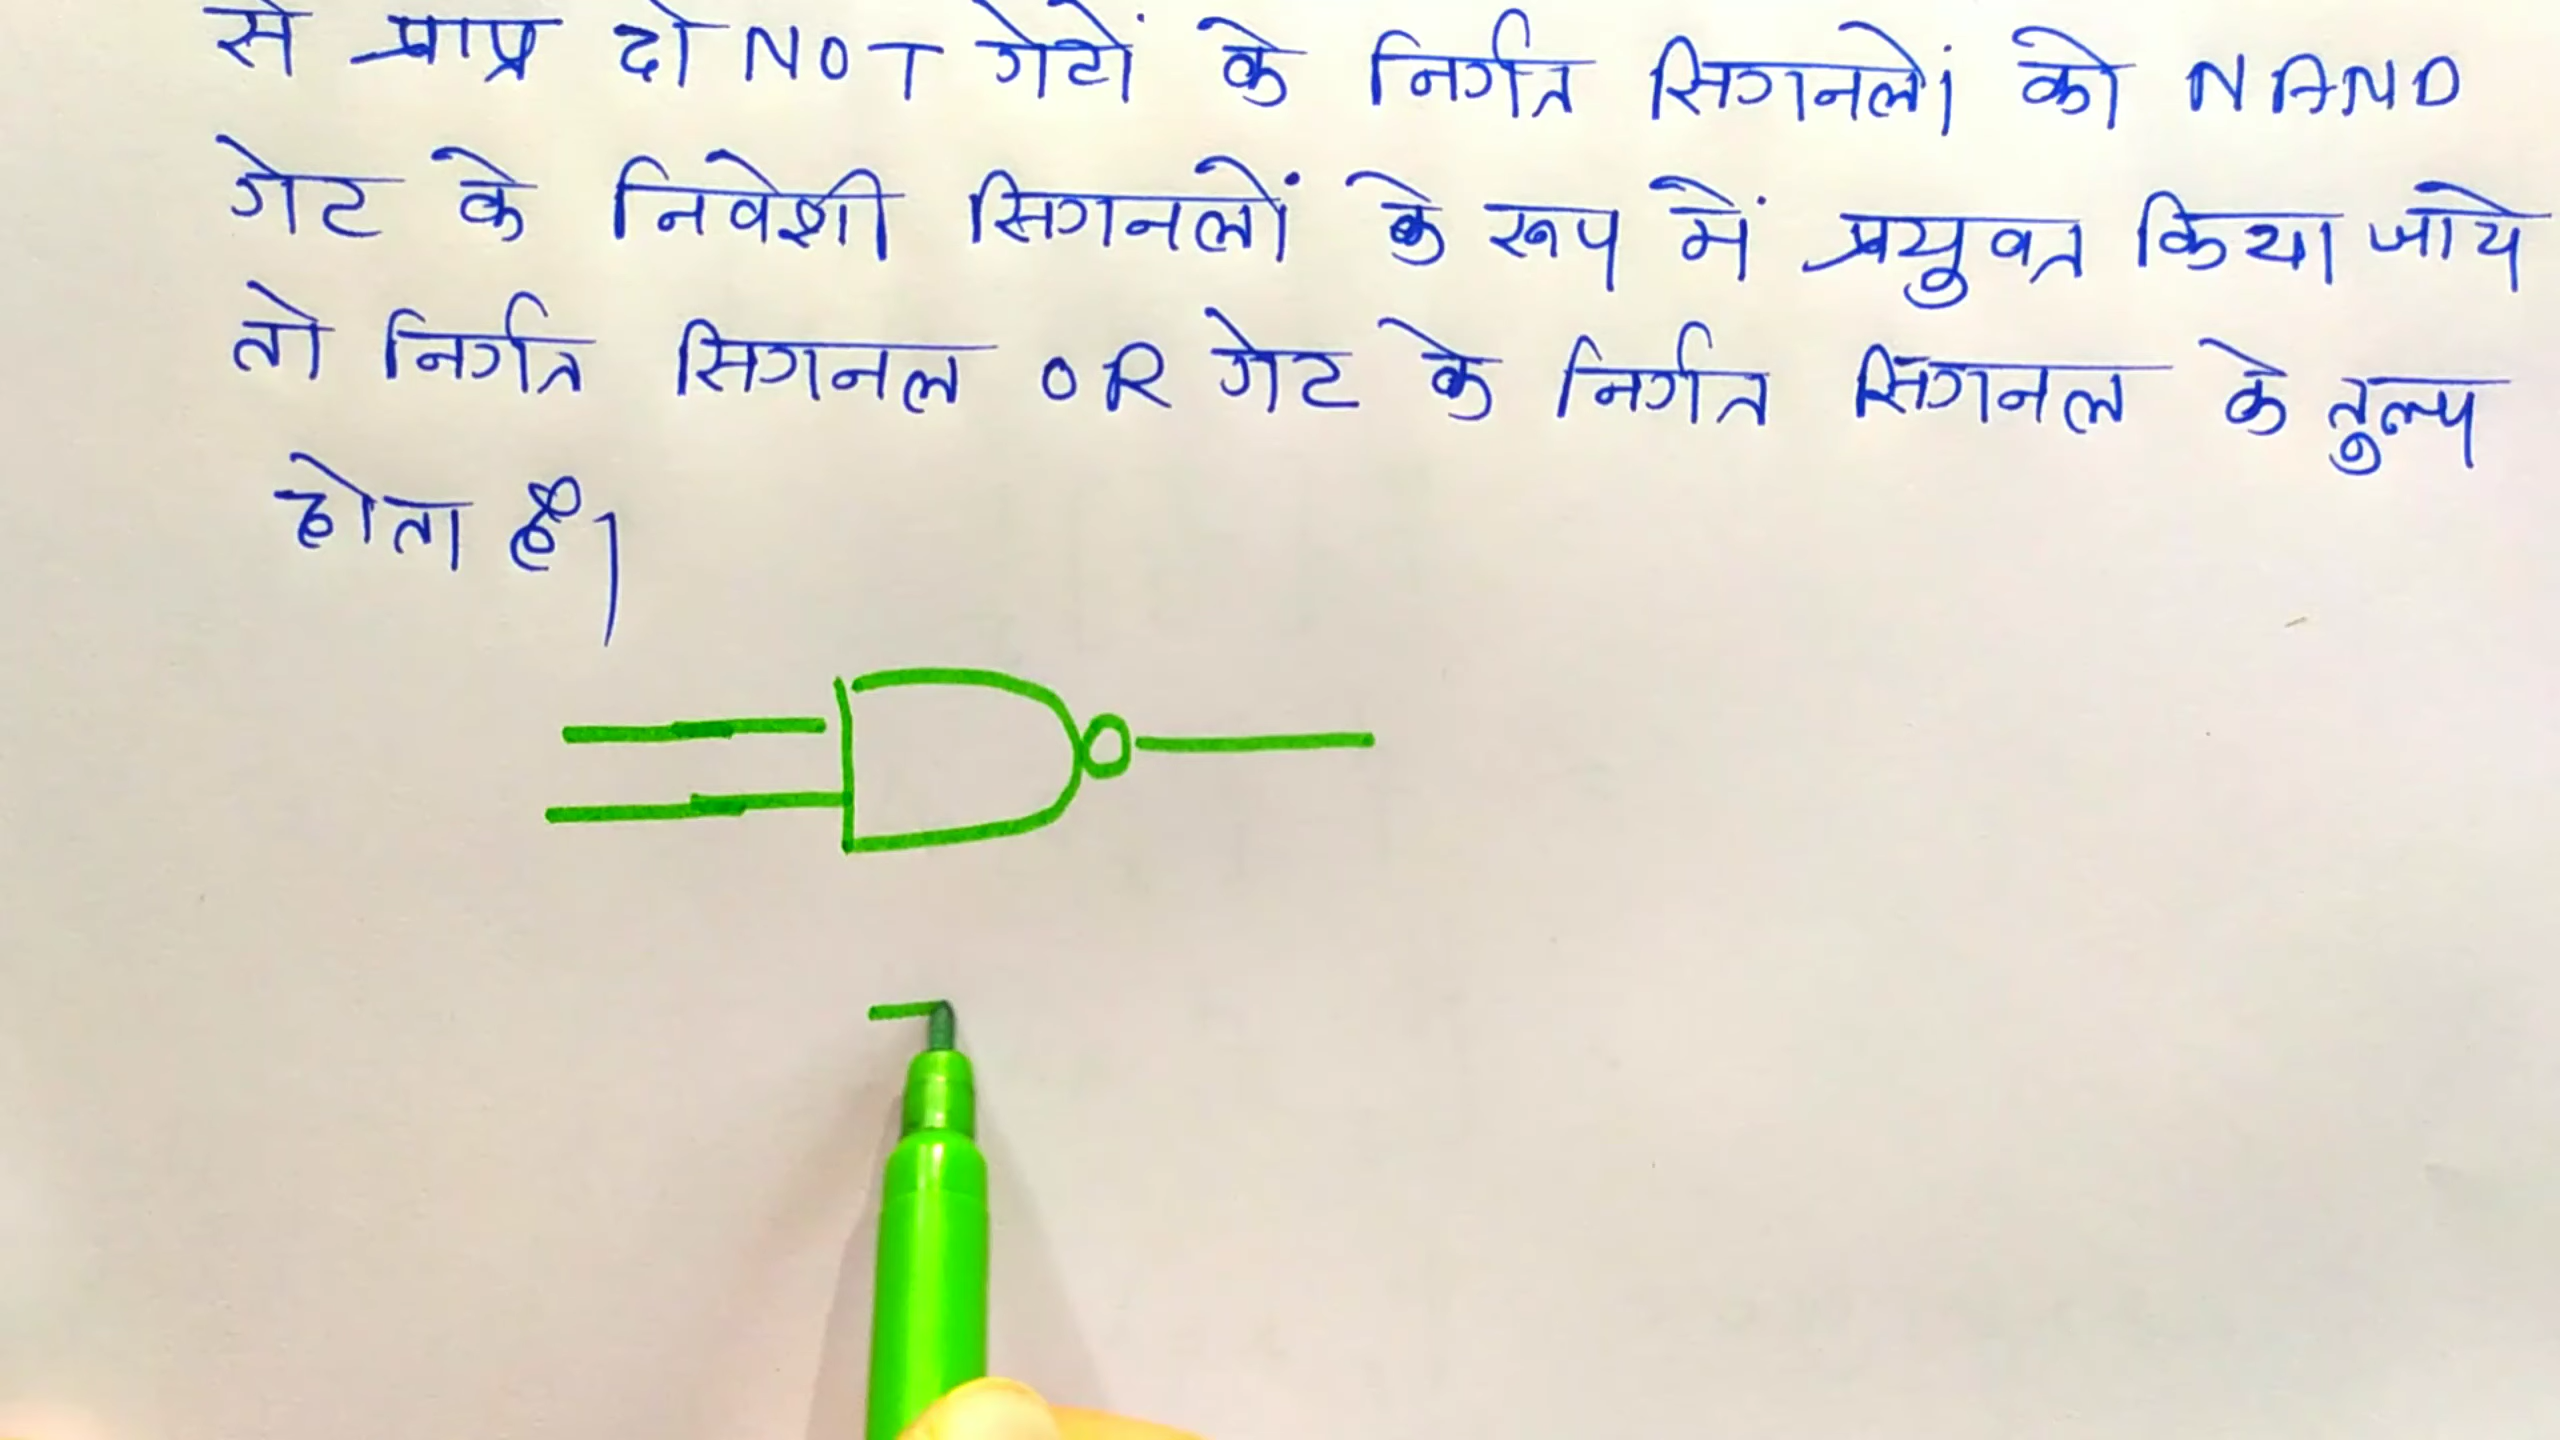 से प्राप्त दो NOT गेटों के निर्गत सिगनलों को NAND
गेट के निवेशी सिगनलों के रूप में प्रयुक्त किया जाये
तो निर्गत सिगनल OR गेट के निर्गत सिगनल के तुल्य
होता है।